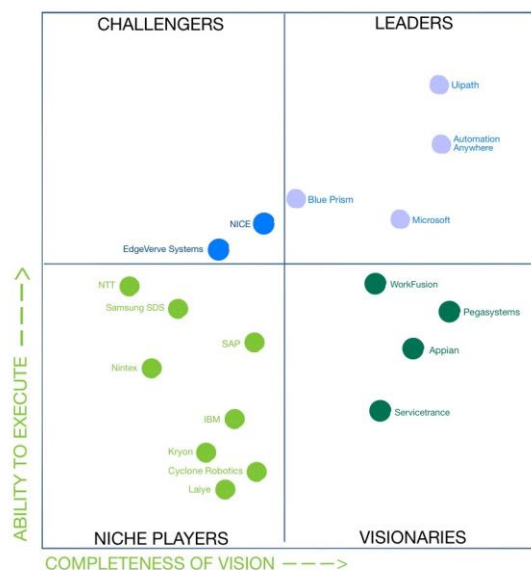 CHALLENGERS
LEADERS
Uipath
Automation
Anywhere
Blue Prism
Microsoft
NICE
EdgeVerve Systems
NTT
Samsung SDS
SAP
Nintex
IBM
Kryon
Cyclone Robotics
Laiye
WorkFusion
Pegasystems
Appian
Servicetrance
ABILITY TO EXECUTE
NICHE PLAYERS
VISIONARIES
COMPLETENESS OF VISION